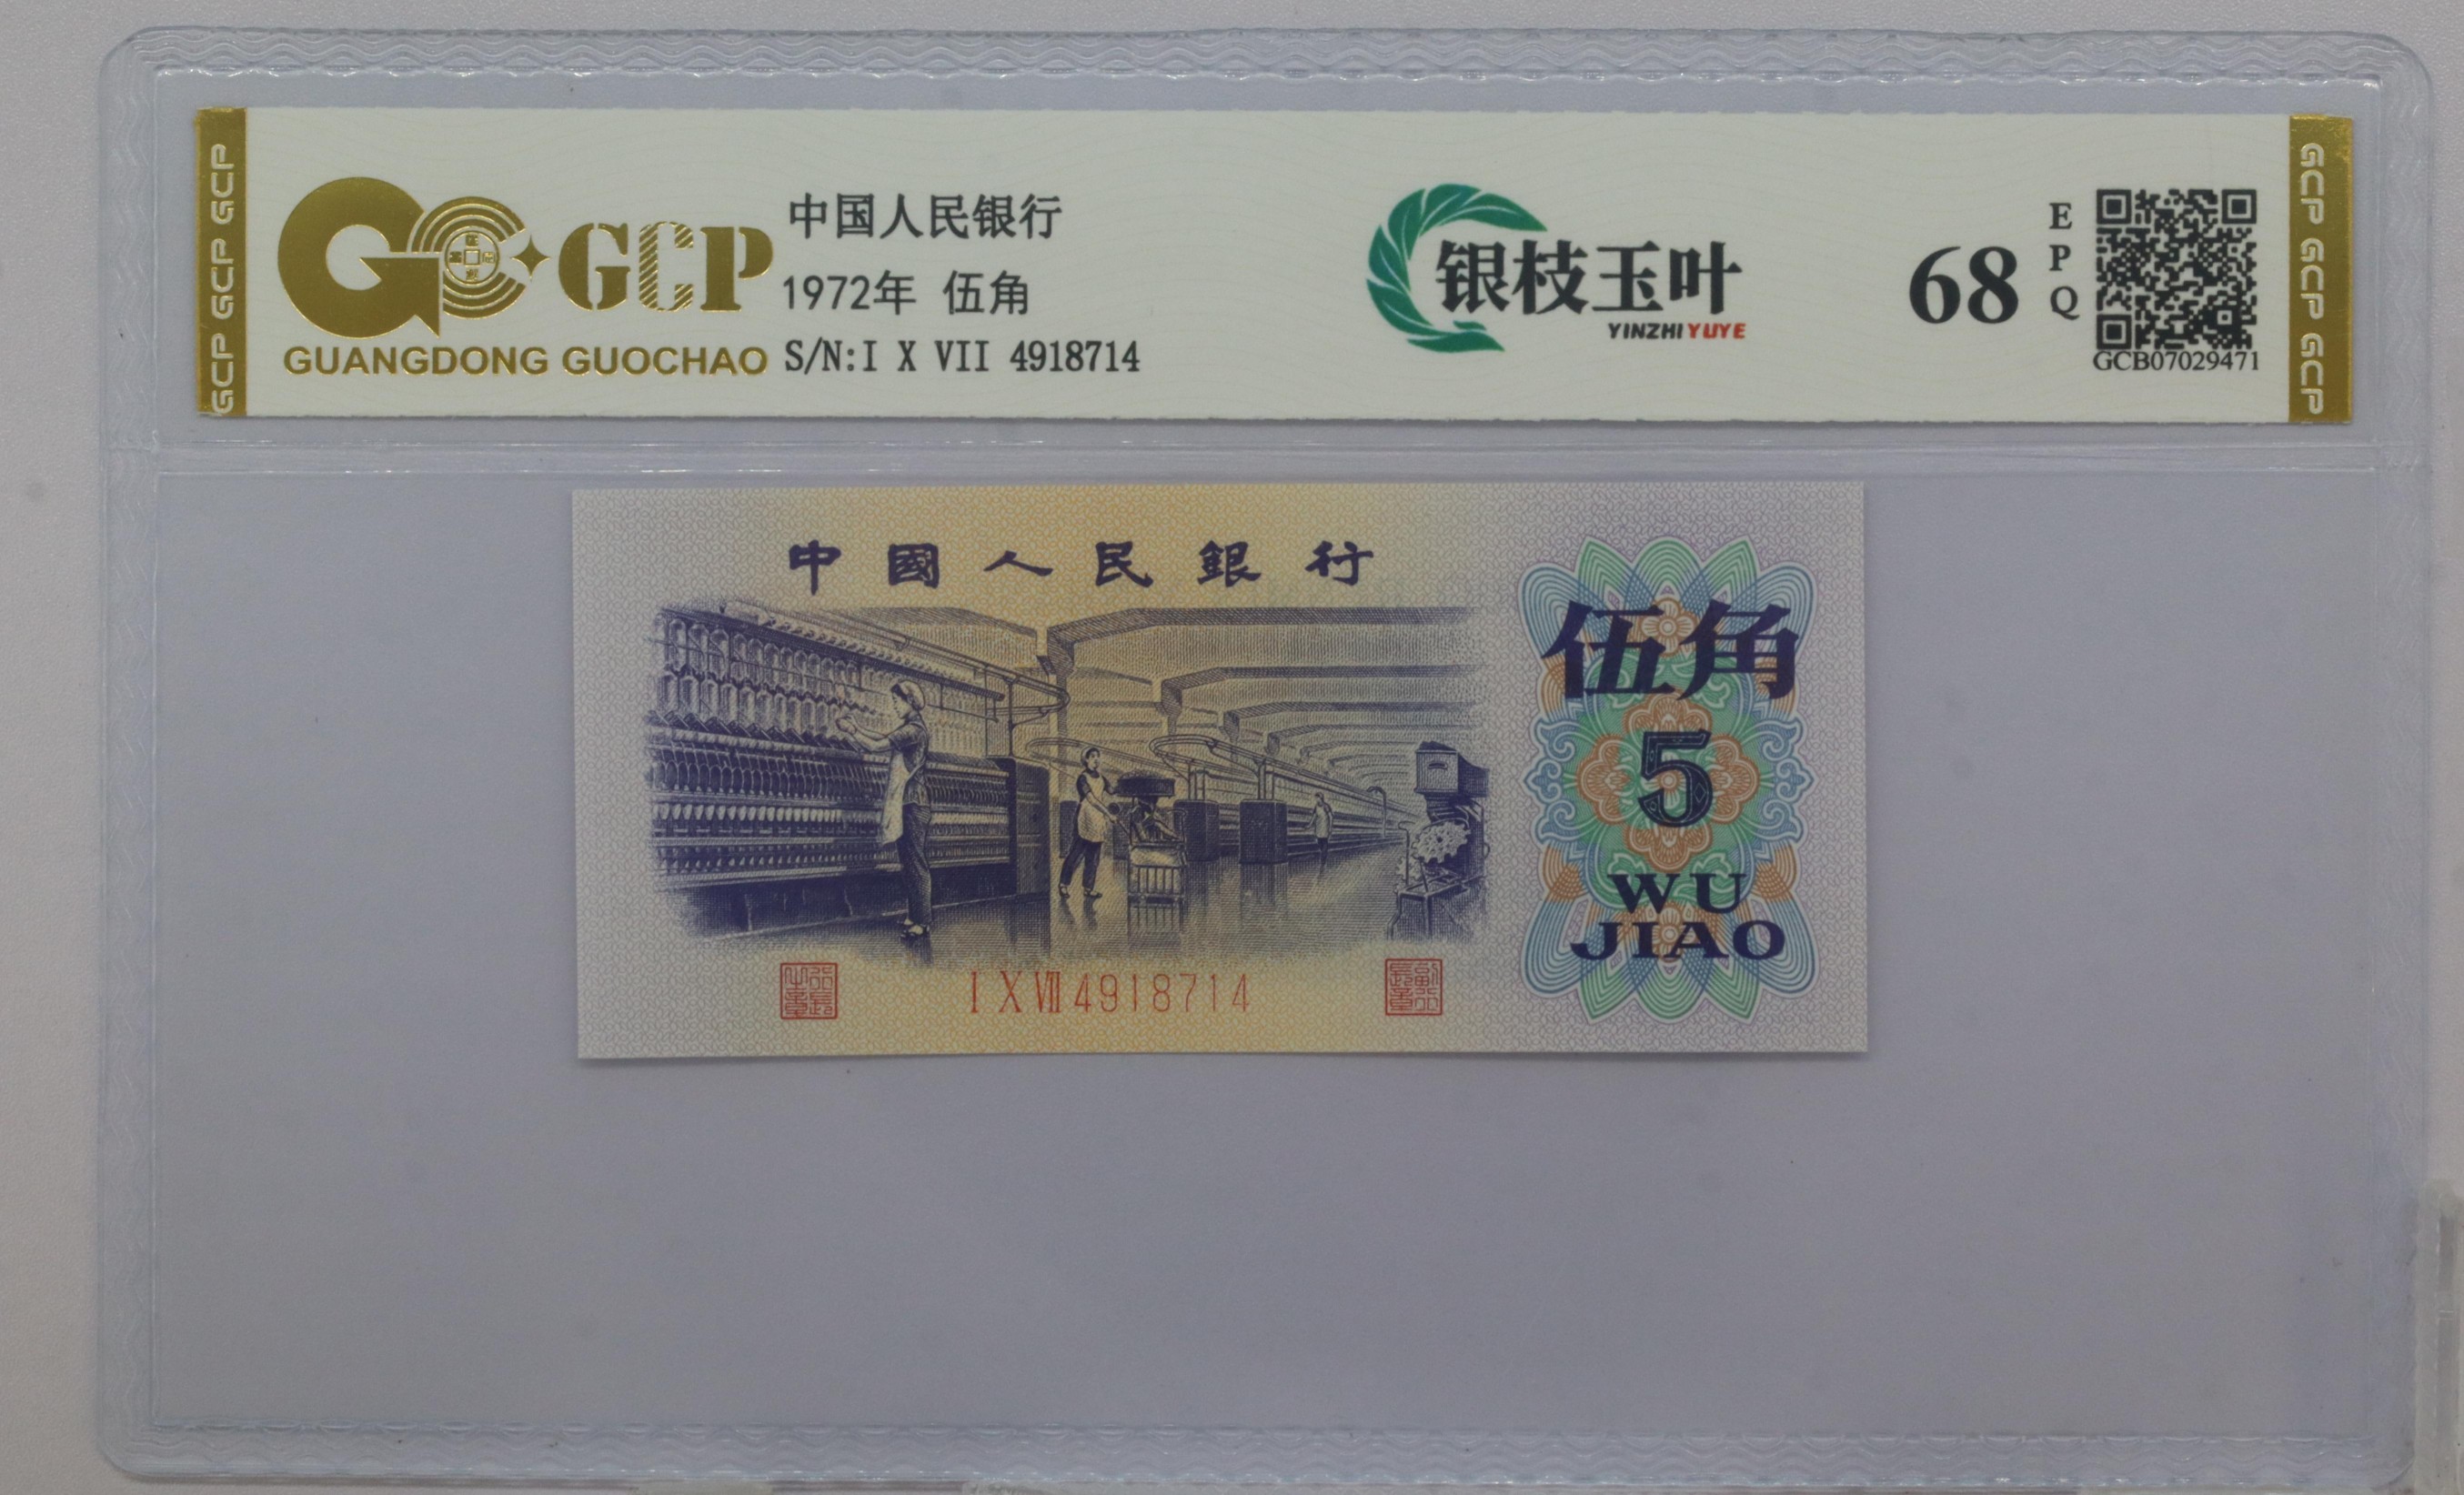 GCP GCP GCP
GCP
GUANGDONG GUOCHAO
中国人民银行
1972年 伍角
S/N:I X VII 4918714
银枝玉叶
YINZHI YUYE
68
EPQ
GCB07029471
GCP GCP GCP
中國人民銀行
伍角
5
WU
JIAO
I X VII 4918714